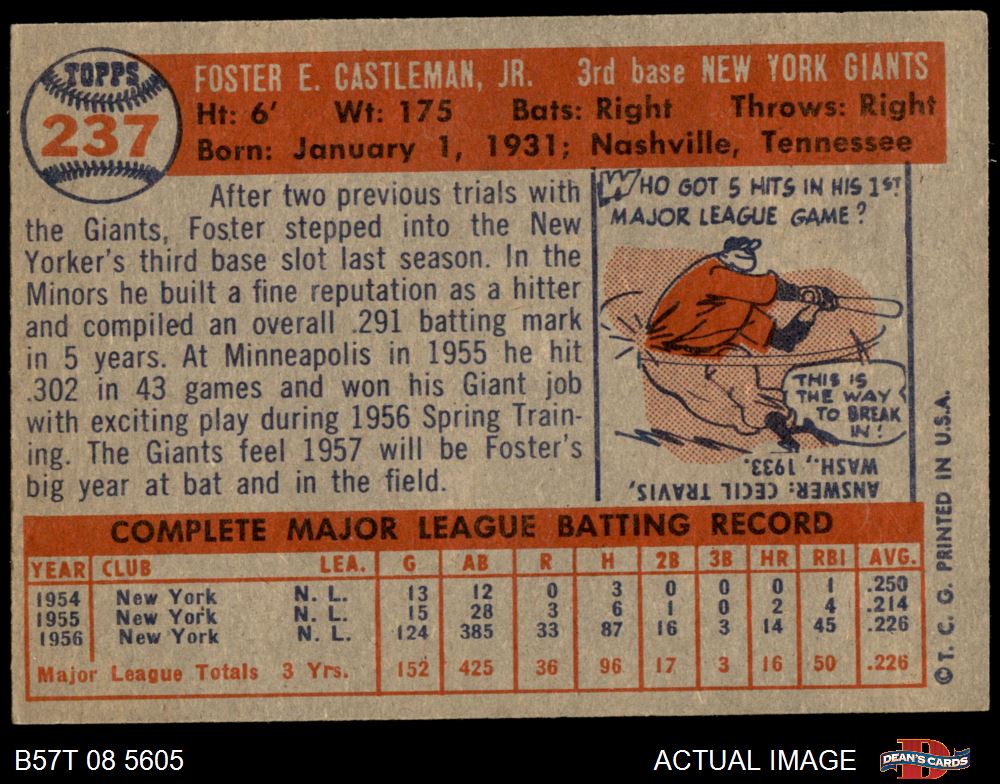 TOPPS
237
FOSTER E. CASTLEMAN, JR. 3rd base NEW YORK GIANTS
Ht: 6' Wt: 175 Bats: Right Throws: Right
Born: January 1, 1931; Nashville, Tennessee
After two previous trials with
the Giants, Foster stepped into the New
Yorker's third base slot last season. In the
Minors he built a fine reputation as a hitter
and compiled an overall .291 batting mark
in 5 years. At Minneapolis in 1955 he hit
.302 in 43 games and won his Giant job
with exciting play during 1956 Spring Train-
ing. The Giants feel 1957 will be Foster's
big year at bat and in the field.
WHO GOT 5 HITS IN HIS 1ST
MAJOR LEAGUE GAME?
THIS IS
THE WAY
TO BREAK
IN!
ANSWER: CECIL TRAVIS,
WASH., 1933.
COMPLETE MAJOR LEAGUE BATTING RECORD
YEAR CLUB LEA. G AB R H 2B 3B HR RBI AVG.
1954 New York N. L. 13 12 0 3 0 0 0 1 .250
1955 New York N. L. 15 28 3 6 1 0 2 4 .214
1956 New York N. L. 124 385 33 87 16 3 14 45 .226
Major League Totals 3 Yrs. 152 425 36 96 17 3 16 50 .226
© T. C. G. PRINTED IN U.S.A.
B57T 08 5605
ACTUAL IMAGE
DEAN'S CARDS